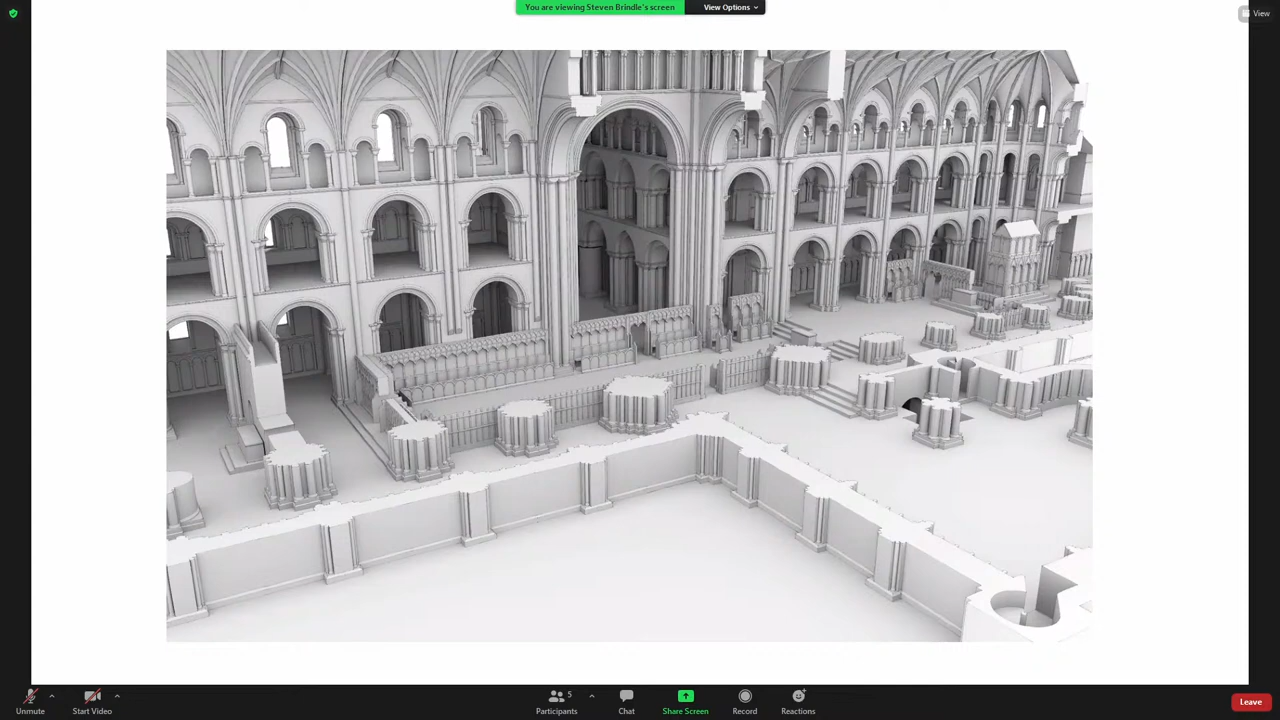 You are viewing Steven Brindle's screen
View Options
View
Unmute
Start Video
5
Participants
Chat
Share Screen
Record
Reactions
Leave